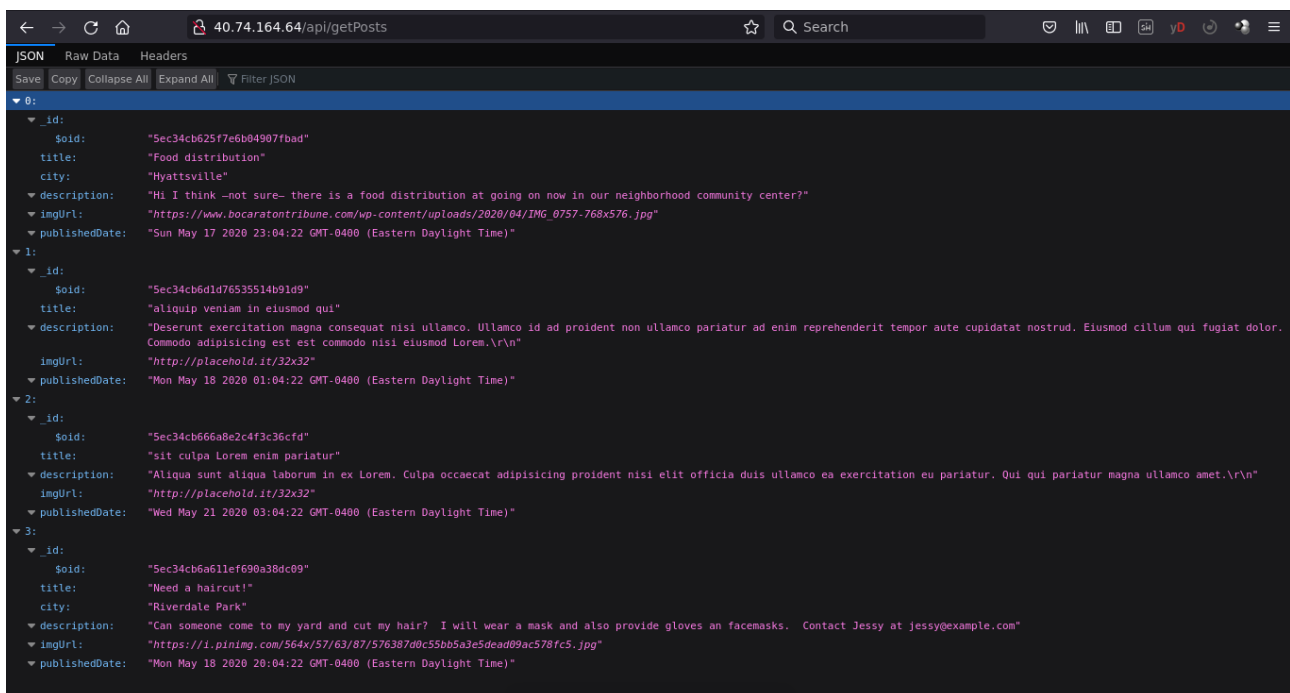 40.74.164.64/api/getPosts
Search
JSON Raw Data Headers
Save Copy Collapse All Expand All Filter JSON
0:
_id:
$oid: "5ec34cb625f7e6b04907fbad"
title: "Food distribution"
city: "Hyattsville"
description: "Hi I think —not sure— there is a food distribution at going on now in our neighborhood community center?"
imgUrl: "https://www.bocaratontribune.com/wp-content/uploads/2020/04/IMG_0757-768x576.jpg"
publishedDate: "Sun May 17 2020 23:04:22 GMT-0400 (Eastern Daylight Time)"
1:
_id:
$oid: "5ec34cb6d1d76535514b91d9"
title: "aliquip veniam in eiusmod qui"
description: "Deserunt exercitation magna consequat nisi ullamco. Ullamco id ad proident non ullamco pariatur ad enim reprehenderit tempor aute cupidatat nostrud. Eiusmod cillum qui fugiat dolor.
Commodo adipisicing est est commodo nisi eiusmod Lorem.\r\n"
imgUrl: "http://placehold.it/32x32"
publishedDate: "Mon May 18 2020 01:04:22 GMT-0400 (Eastern Daylight Time)"
2:
_id:
$oid: "5ec34cb666a8e2c4f3c36cfd"
title: "sit culpa Lorem enim pariatur"
description: "Aliqua sunt aliqua laborum in ex Lorem. Culpa occaecat adipisicing proident nisi elit officia duis ullamco ea exercitation eu pariatur. Qui qui pariatur magna ullamco amet.\r\n"
imgUrl: "http://placehold.it/32x32"
publishedDate: "Wed May 21 2020 03:04:22 GMT-0400 (Eastern Daylight Time)"
3:
_id:
$oid: "5ec34cb6a611ef690a38dc09"
title: "Need a haircut!"
city: "Riverdale Park"
description: "Can someone come to my yard and cut my hair?  I will wear a mask and also provide gloves an facemasks.  Contact Jessy at jessy@example.com"
imgUrl: "https://i.pinimg.com/564x/57/63/87/576387d0c55bb5a3e5dead09ac578fc5.jpg"
publishedDate: "Mon May 18 2020 20:04:22 GMT-0400 (Eastern Daylight Time)"